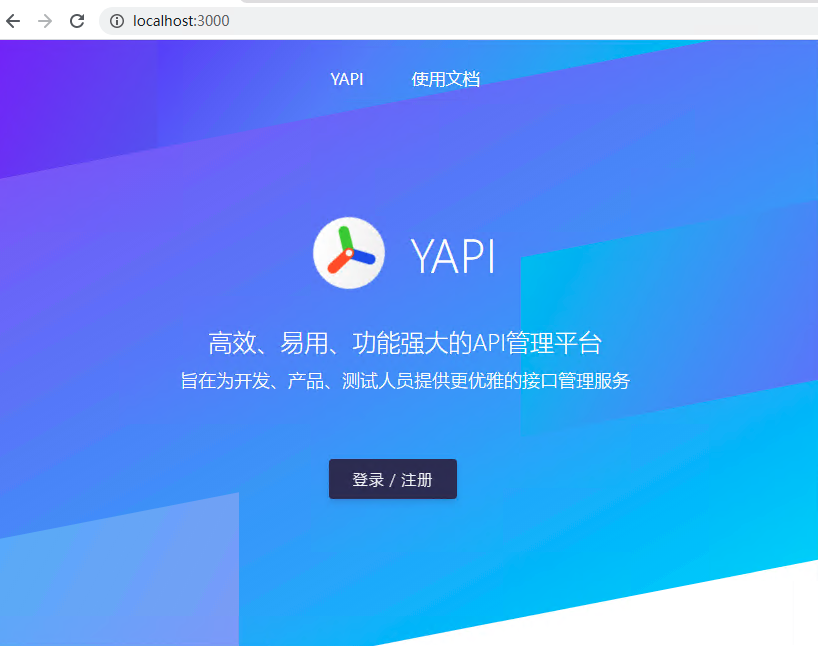 localhost:3000
YAPI 使用文档
YAPI
高效、易用、功能强大的API管理平台
旨在为开发、产品、测试人员提供更优雅的接口管理服务
登录 / 注册